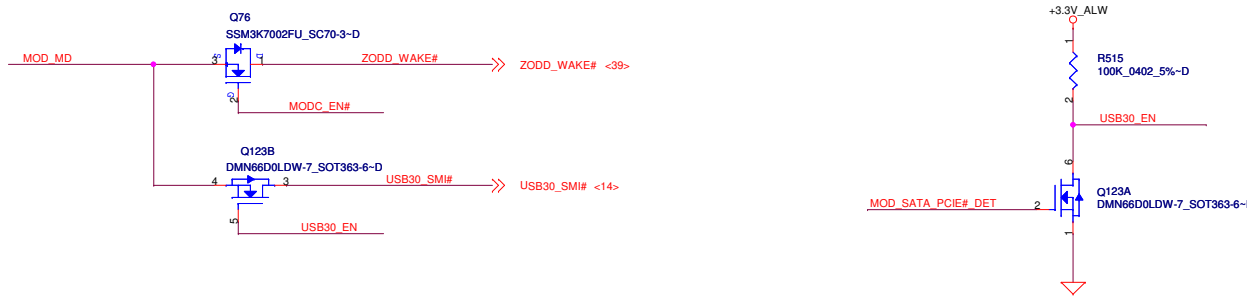 Q76
SSM3K7002FU_SC70-3~D
MOD_MD
3
S
D
1
ZODD_WAKE#
ZODD_WAKE# <39>
G
2
MODC_EN#
Q123B
DMN66D0LDW-7_SOT363-6~D
4
3
USB30_SMI#
USB30_SMI# <14>
5
USB30_EN
+3.3V_ALW
1
R515
100K_0402_5%~D
2
USB30_EN
6
Q123A
DMN66D0LDW-7_SOT363-6~
MOD_SATA_PCIE#_DET
2
1